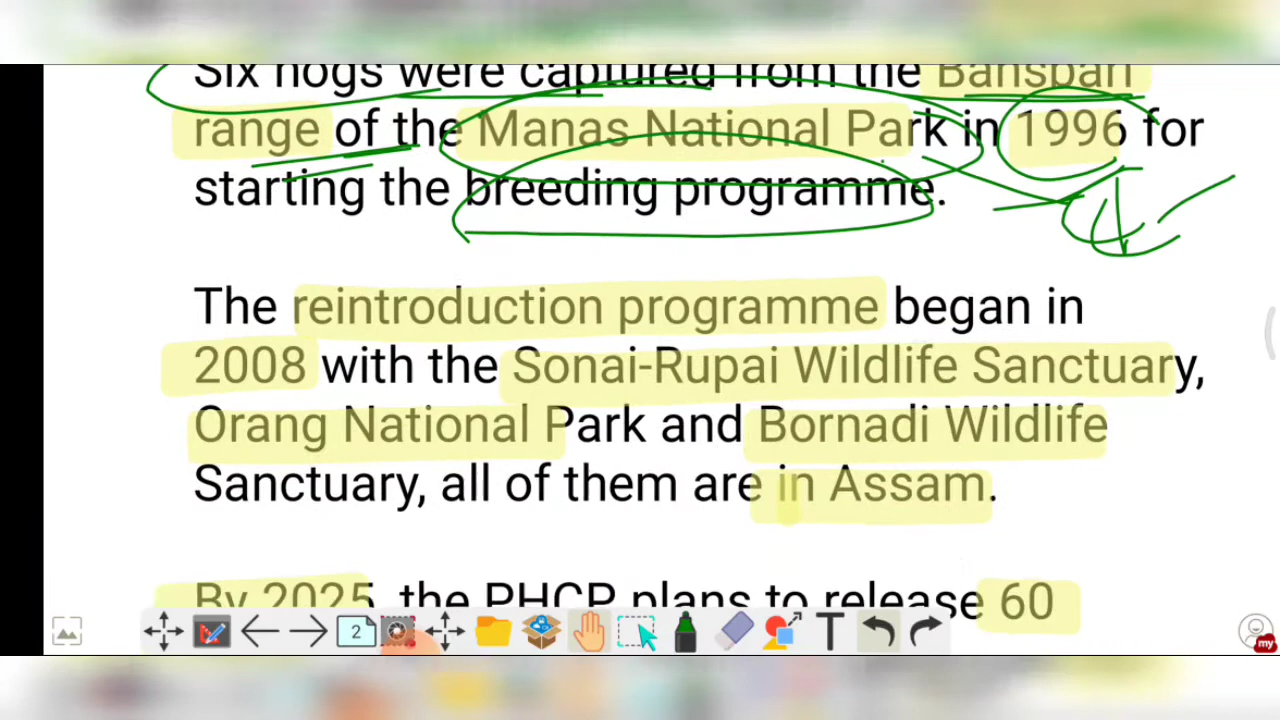 Six hogs were captured from the Bansbari
range of the Manas National Park in 1996 for
starting the breeding programme.
The reintroduction programme began in
2008 with the Sonai-Rupai Wildlife Sanctuary,
Orang National Park and Bornadi Wildlife
Sanctuary, all of them are in Assam.
By 2025, the PHCP plans to release 60
2
T
my